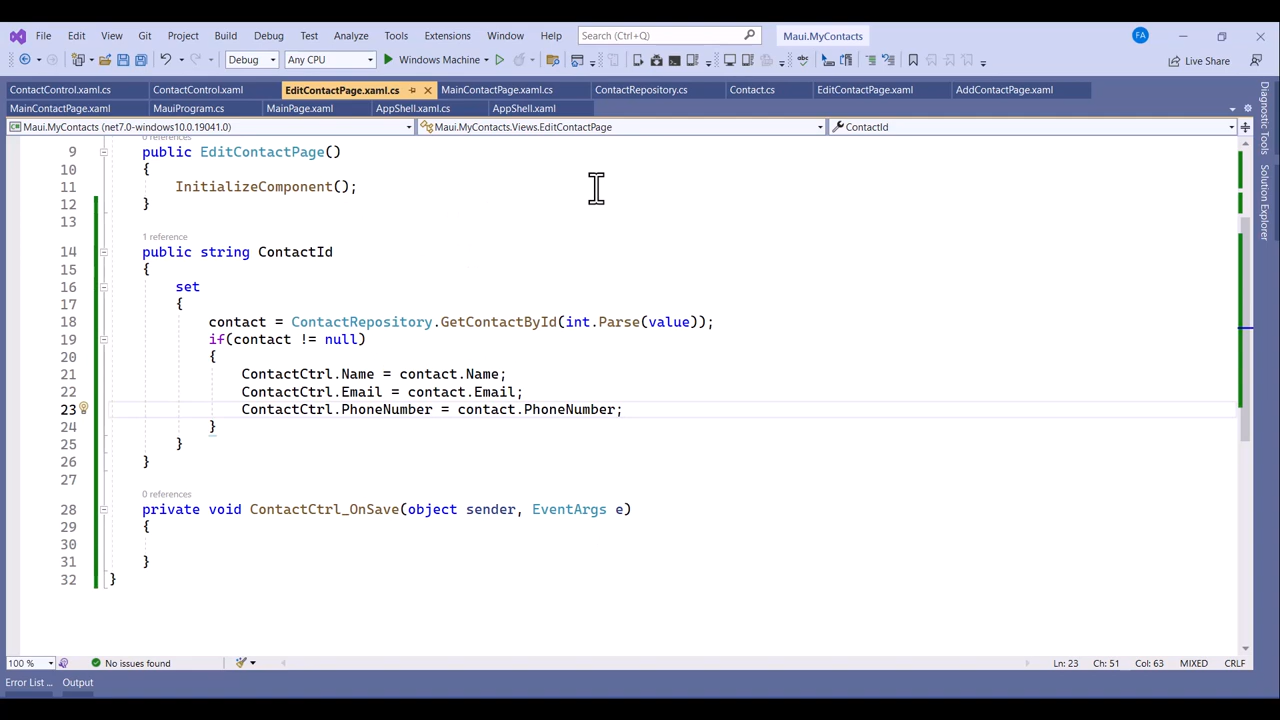 File Edit View Git Project Build Debug Test Analyze Tools Extensions Window Help Search (Ctrl+Q) Maui.MyContacts FA
Debug Any CPU Windows Machine Live Share
ContactControl.xaml.cs ContactControl.xaml EditContactPage.xaml.cs MainContactPage.xaml.cs ContactRepository.cs Contact.cs EditContactPage.xaml AddContactPage.xaml
MainContactPage.xaml MauiProgram.cs MainPage.xaml AppShell.xaml.cs AppShell.xaml
Maui.MyContacts (net7.0-windows10.0.19041.0) Maui.MyContacts.Views.EditContactPage ContactId
0 references
9 public EditContactPage()
10 {
11 InitializeComponent();
12 }
13
1 reference
14 public string ContactId
15 {
16 set
17 {
18 contact = ContactRepository.GetContactById(int.Parse(value));
19 if(contact != null)
20 {
21 ContactCtrl.Name = contact.Name;
22 ContactCtrl.Email = contact.Email;
23 ContactCtrl.PhoneNumber = contact.PhoneNumber;
24 }
25 }
26 }
27
0 references
28 private void ContactCtrl_OnSave(object sender, EventArgs e)
29 {
30
31 }
32 }
100 % No issues found Ln: 23 Ch: 51 Col: 63 MIXED CRLF
Error List ... Output
Diagnostic Tools
Solution Explorer